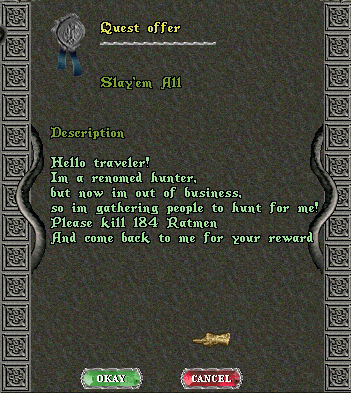 Quest offer
Slay'em All
Description
Hello traveler!
Im a renomed hunter,
but now im out of business,
so im gathering people to hunt for me!
Please kill 184 Ratmen
And come back to me for your reward
OKAY
CANCEL